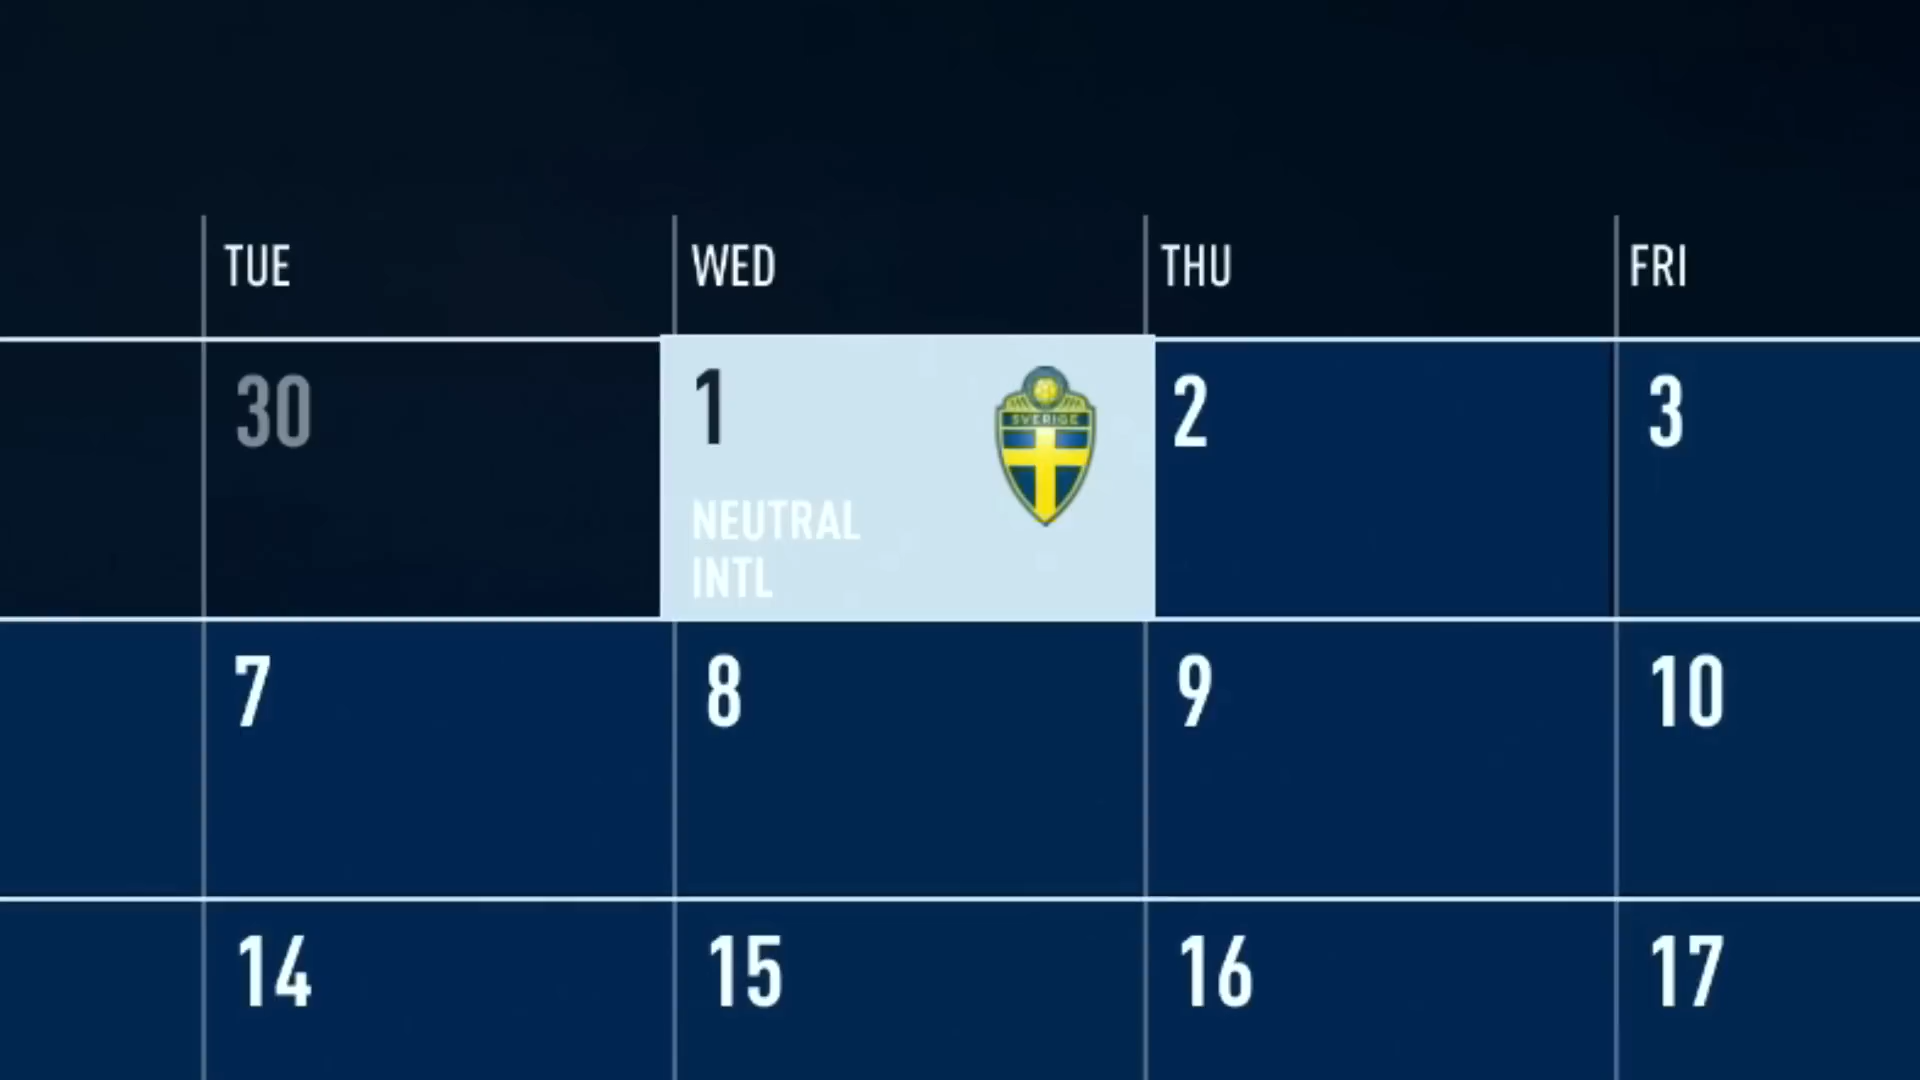 TUE WED THU FRI
30 1 2 3
SVERIGE
NEUTRAL
INTL
7 8 9 10
14 15 16 17